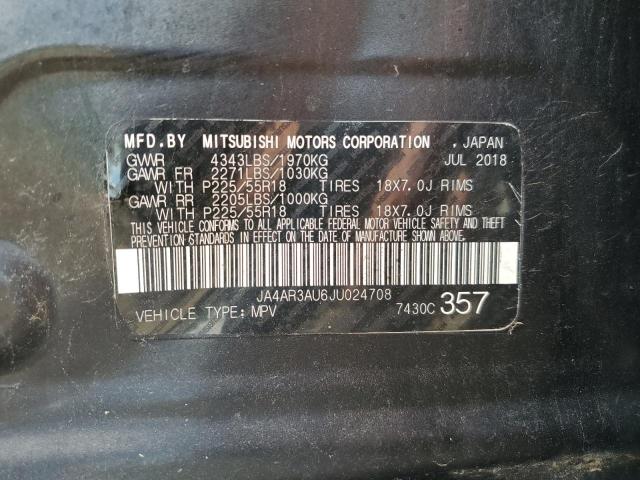 MFD.BY MITSUBISHI MOTORS CORPORATION , JAPAN
GVWR 4343LBS/1970KG JUL 2018
GAWR FR 2271LBS/1030KG
WITH P225/55R18 TIRES 18X7.0J RIMS
GAWR RR 2205LBS/1000KG
WITH P225/55R18 TIRES 18X7.0J RIMS
THIS VEHICLE CONFORMS TO ALL APPLICABLE FEDERAL MOTOR VEHICLE SAFETY AND THEFT
PREVENTION STANDARDS IN EFFECT ON THE DATE OF MANUFACTURE SHOWN ABOVE.
JA4AR3AU6JU024708
VEHICLE TYPE: MPV 7430C 357